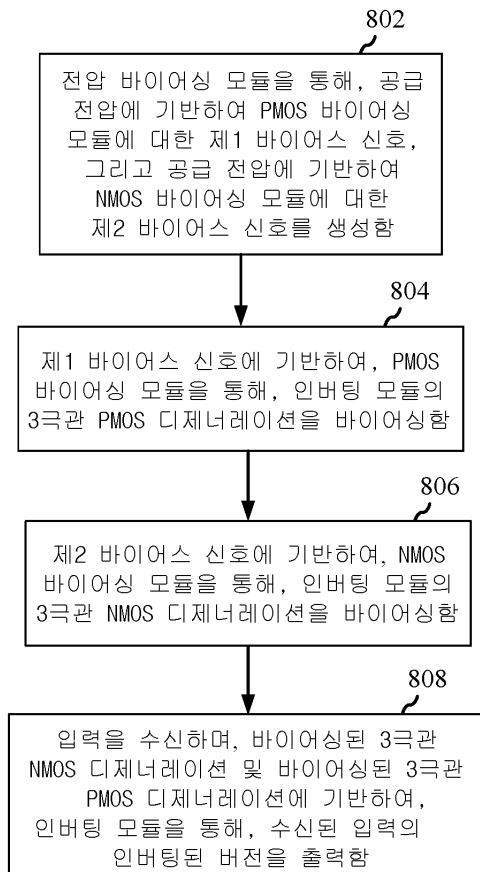 802
전압 바이어싱 모듈을 통해, 공급
전압에 기반하여 PMOS 바이어싱
모듈에 대한 제1 바이어스 신호,
그리고 공급 전압에 기반하여
NMOS 바이어싱 모듈에 대한
제2 바이어스 신호를 생성함
804
제1 바이어스 신호에 기반하여, PMOS
바이어싱 모듈을 통해, 인버팅 모듈의
3극관 PMOS 디제너레이션을 바이어싱함
806
제2 바이어스 신호에 기반하여, NMOS
바이어싱 모듈을 통해, 인버팅 모듈의
3극관 NMOS 디제너레이션을 바이어싱함
808
입력을 수신하며, 바이어싱된 3극관
NMOS 디제너레이션 및 바이어싱된 3극관
PMOS 디제너레이션에 기반하여,
인버팅 모듈을 통해, 수신된 입력의
인버팅된 버전을 출력함